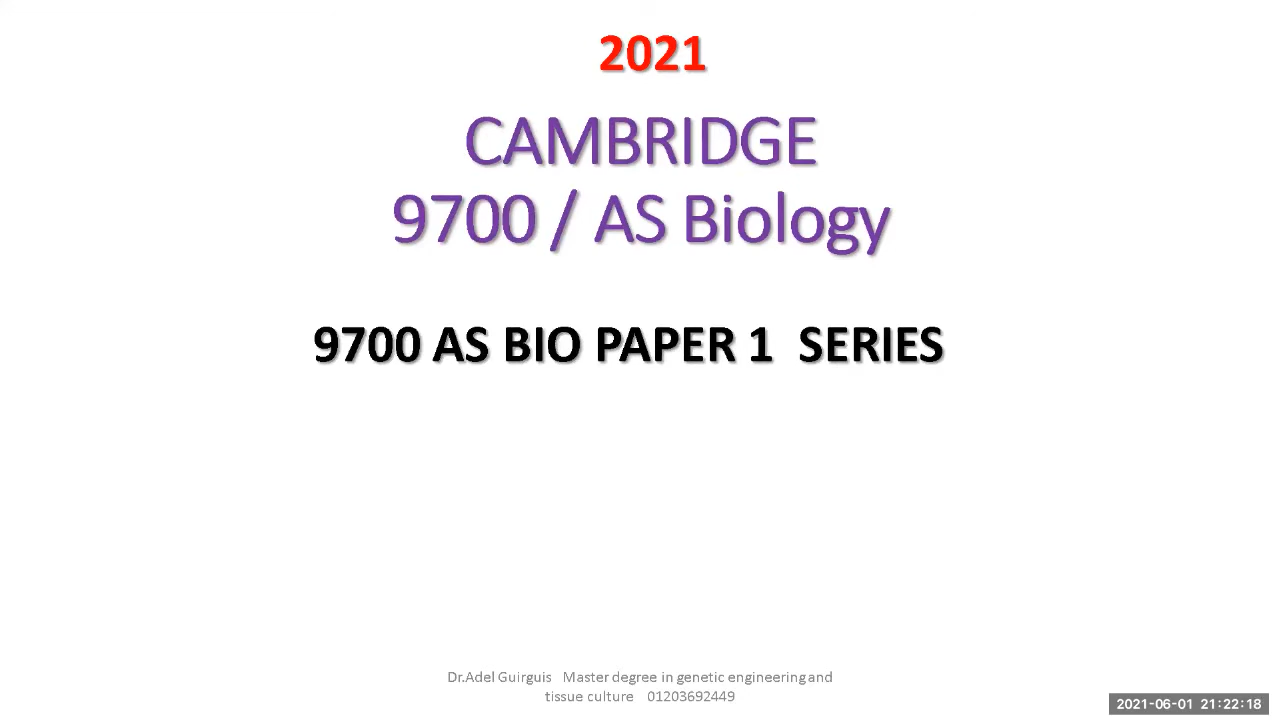 2021
CAMBRIDGE
9700 / AS Biology
9700 AS BIO PAPER 1 SERIES
Dr.Adel Guirguis Master degree in genetic engineering and
tissue culture 01203692449
2021-06-01 21:22:18